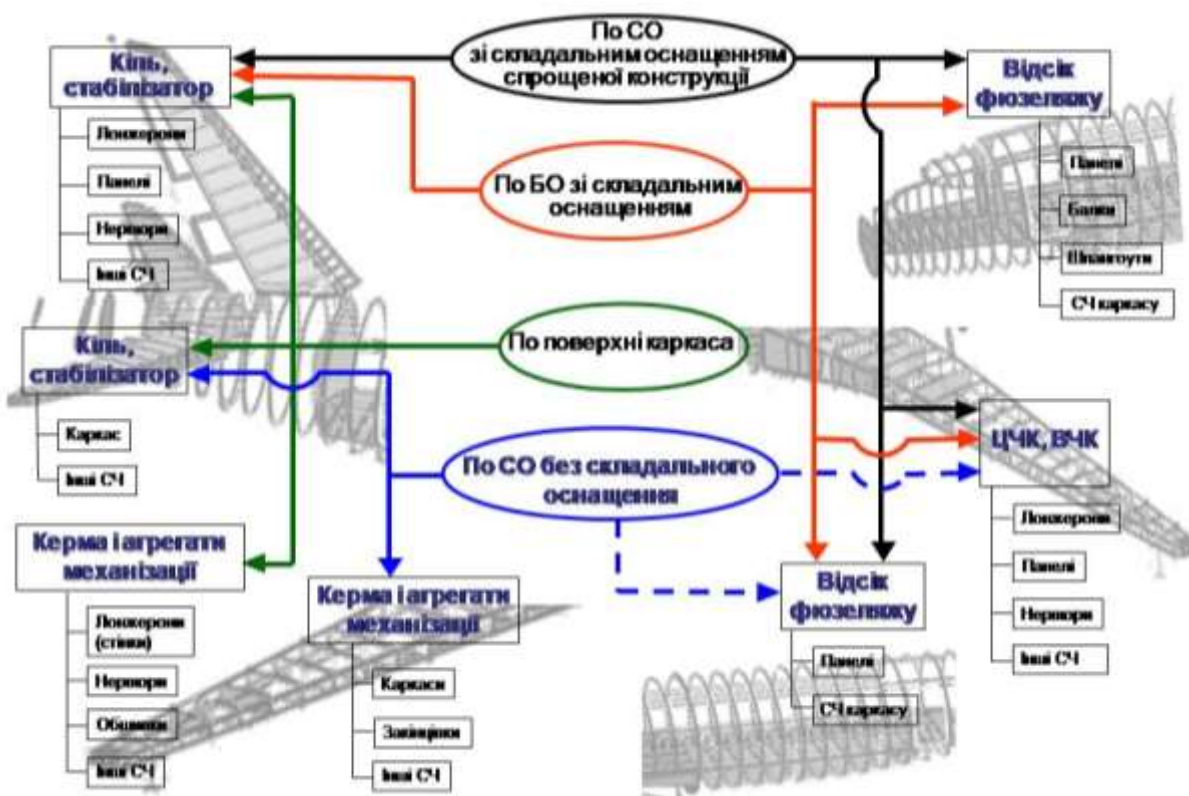 По СО
зі складальним оснащенням
спрощеної конструкції
Кіль,
стабілізатор
Лонжерони
Панелі
Нервюри
Інші СЧ
Відсік
фюзеляжу
Панелі
Балки
Шпангоути
СЧ каркасу
По БО зі складальним
оснащенням
По поверхні каркаса
Кіль,
стабілізатор
Каркас
Інші СЧ
По СО без складального
оснащення
ЦЧК, ВЧК
Лонжерони
Панелі
Нервюри
Інші СЧ
Керма і агрегати
механізації
Лонжерони
(стінки)
Нервюри
Обшивки
Інші СЧ
Керма і агрегати
механізації
Каркаси
Закінцівки
Інші СЧ
Відсік
фюзеляжу
Панелі
СЧ каркасу